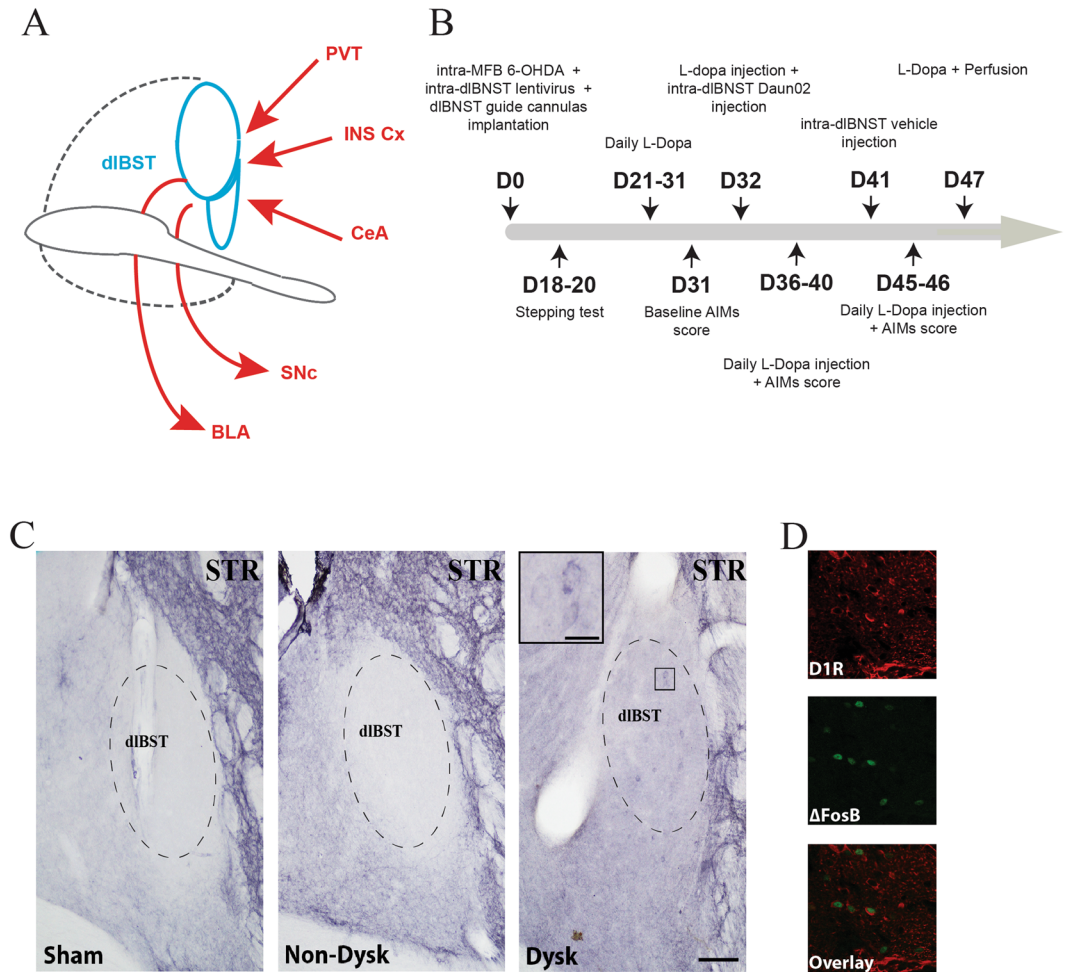 A
PVT
INS Cx
dlBST
CeA
SNc
BLA
B
intra-MFB 6-OHDA +
intra-dlBNST lentivirus +
dlBNST guide cannulas
implantation
L-dopa injection +
intra-dlBNST Daun02
injection
L-Dopa + Perfusion
Daily L-Dopa
intra-dlBNST vehicle
injection
D0
D21-31
D32
D41
D47
D18-20
D31
D36-40
D45-46
Stepping test
Baseline AIMs
score
Daily L-Dopa injection
+ AIMs score
Daily L-Dopa injection
+ AIMs score
C
STR
dlBST
Sham
STR
dlBST
Non-Dysk
STR
dlBST
Dysk
D
D1R
ΔFosB
Overlay